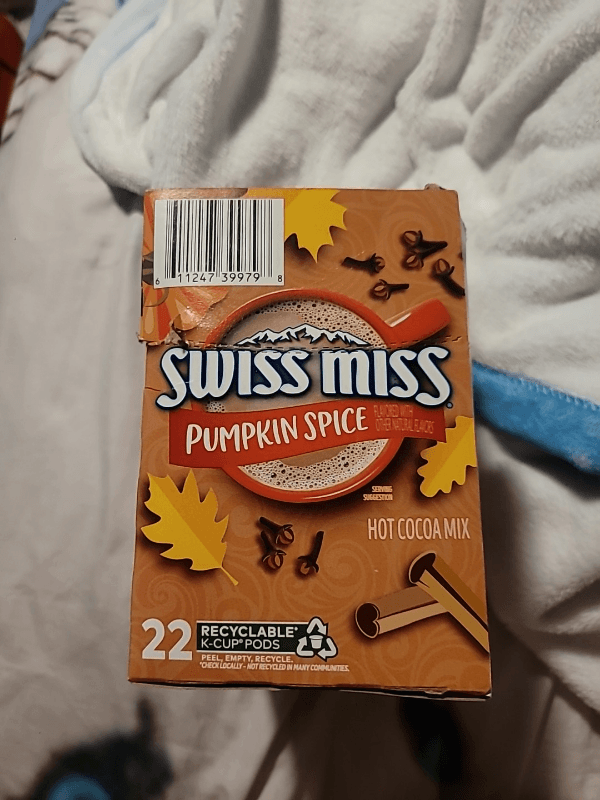 6 11247 39979 8
SWISS MISS
PUMPKIN SPICE
FLAVORED WITH
OTHER NATURAL FLAVORS
SERVING
SUGGESTION
HOT COCOA MIX
22 RECYCLABLE*
K-CUP® PODS
PEEL, EMPTY, RECYCLE.
*CHECK LOCALLY - NOT RECYCLED IN MANY COMMUNITIES.